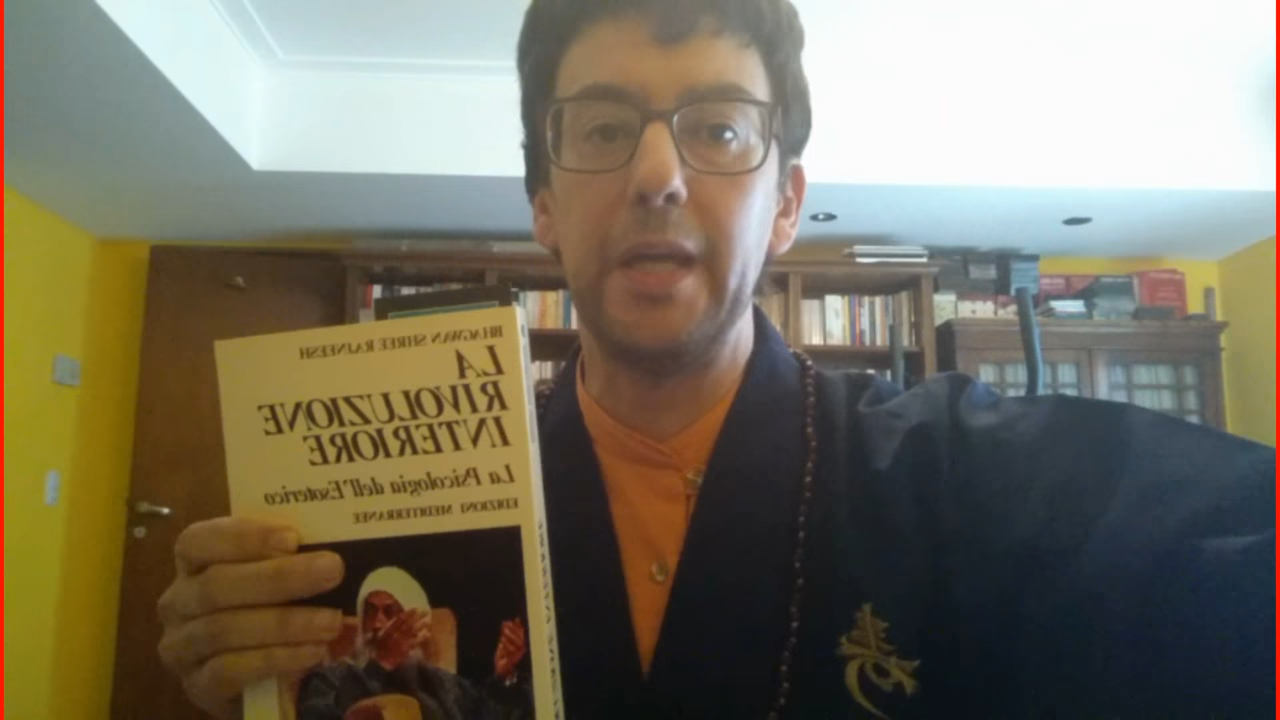 BHAGWAN SHREE RAJNEESH
LA
RIVOLUZIONE
INTERIORE
La Psicologia dell'Esoterico
EDIZIONI MEDITERRANEE